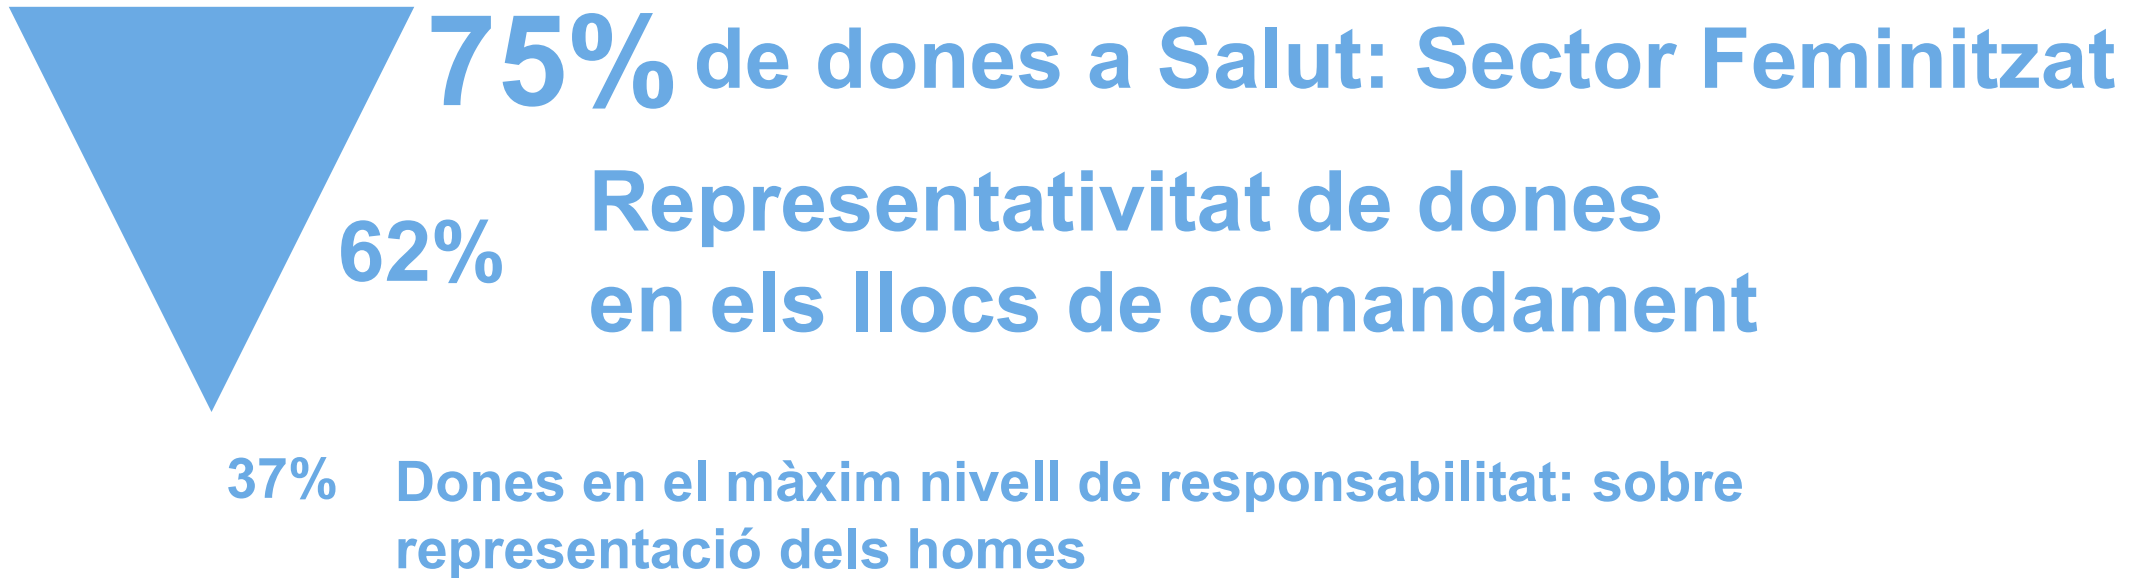 75% de dones a Salut: Sector Feminitzat
62% Representativitat de dones
en els llocs de comandament
37% Dones en el màxim nivell de responsabilitat: sobre
representació dels homes